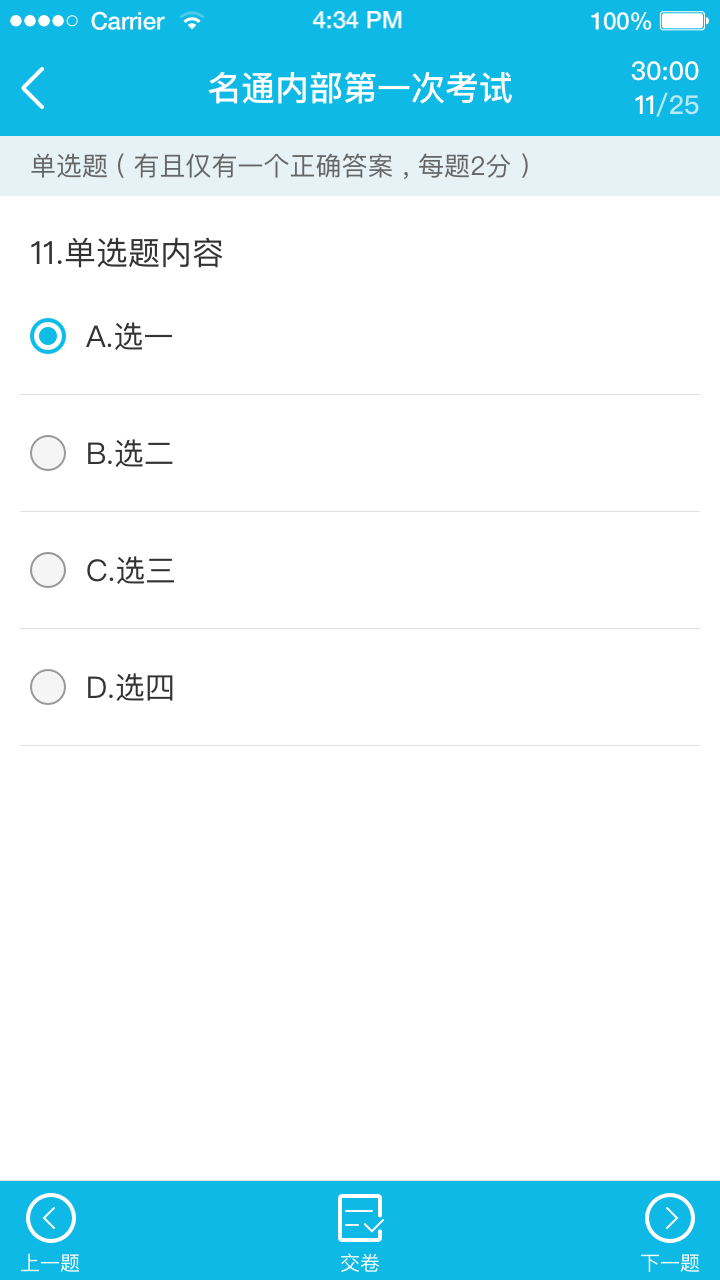 Carrier 4:34 PM 100%
名通内部第一次考试
30:00
11/25
单选题（有且仅有一个正确答案，每题2分）
11.单选题内容
A.选一
B.选二
C.选三
D.选四
上一题 交卷 下一题